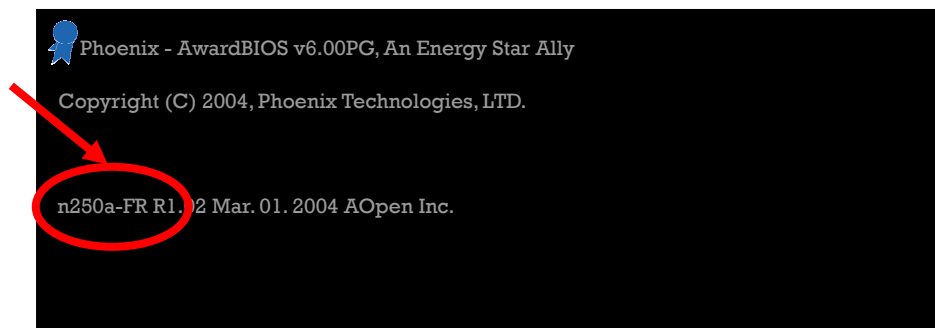 Phoenix - AwardBIOS v6.00PG, An Energy Star Ally
Copyright (C) 2004, Phoenix Technologies, LTD.
n250a-FR R1.02 Mar. 01. 2004 AOpen Inc.